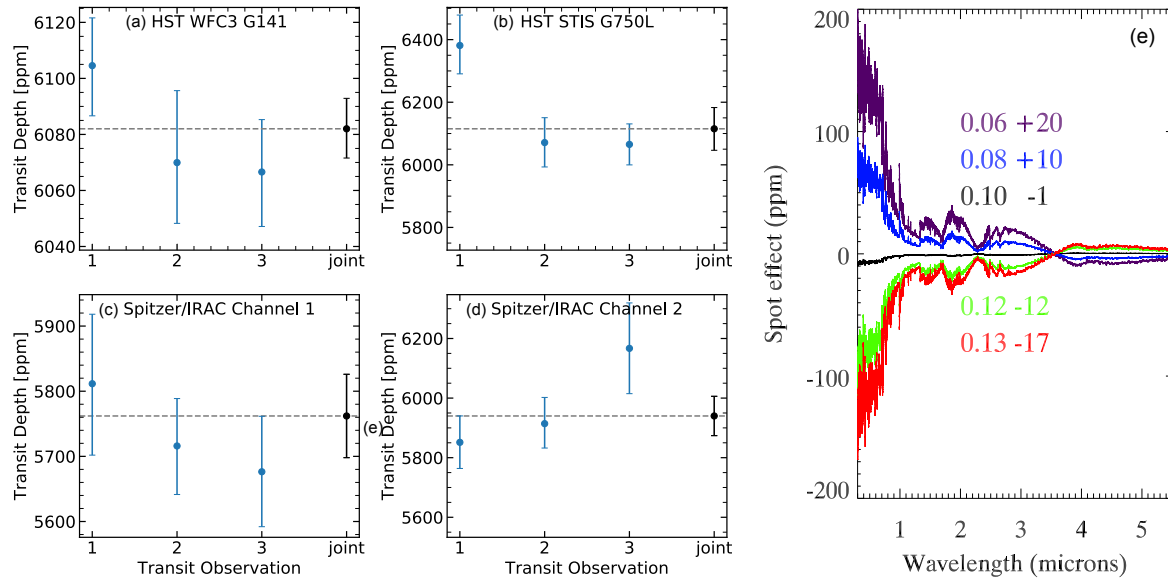 (a) HST WFC3 G141
Transit Depth [ppm]
6120
6100
6080
6060
6040
1
2
3
joint
(b) HST STIS G750L
Transit Depth [ppm]
6400
6200
6000
5800
1
2
3
joint
(c) Spitzer/IRAC Channel 1
Transit Depth [ppm]
5900
5800
5700
5600
1
2
3
joint
Transit Observation
(e)
(d) Spitzer/IRAC Channel 2
Transit Depth [ppm]
6200
6000
5800
5600
1
2
3
joint
Transit Observation
(e)
Spot effect (ppm)
200
100
0
-100
-200
0.06 +20
0.08 +10
0.10 -1
0.12 -12
0.13 -17
1
2
3
4
5
Wavelength (microns)